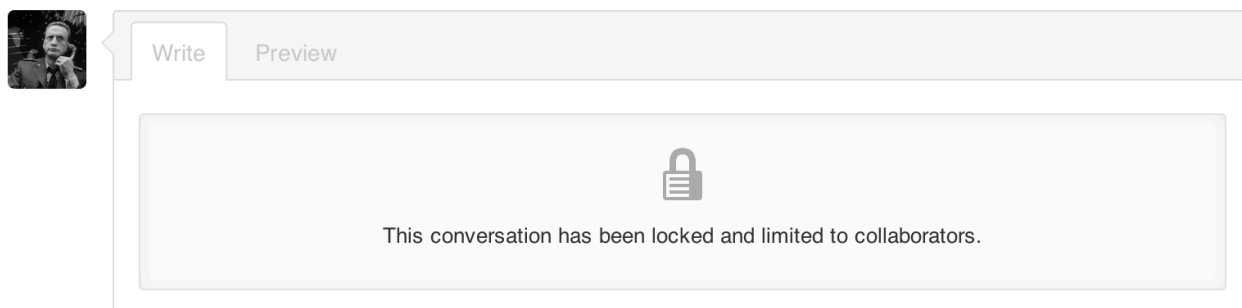 Write Preview
This conversation has been locked and limited to collaborators.